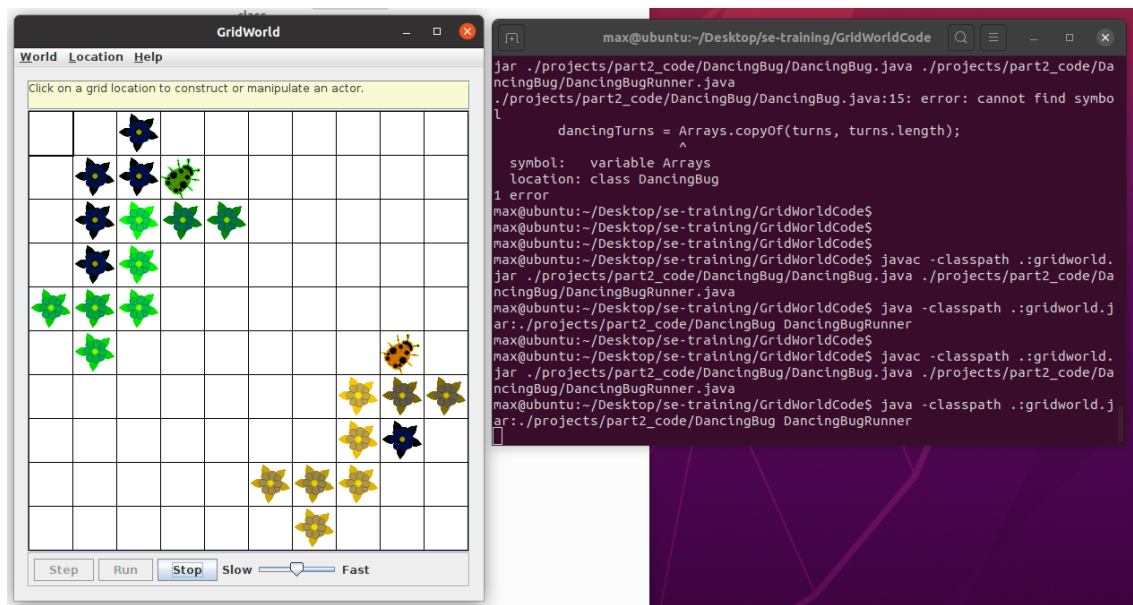 class
GridWorld
World Location Help
Click on a grid location to construct or manipulate an actor.
Step Run Stop Slow Fast
max@ubuntu:~/Desktop/se-training/GridWorldCode
jar ./projects/part2_code/DancingBug/DancingBug.java ./projects/part2_code/Da
ncingBug/DancingBugRunner.java
./projects/part2_code/DancingBug/DancingBug.java:15: error: cannot find symbo
l
        dancingTurns = Arrays.copyOf(turns, turns.length);
                       ^
  symbol:   variable Arrays
  location: class DancingBug
1 error
max@ubuntu:~/Desktop/se-training/GridWorldCode$
max@ubuntu:~/Desktop/se-training/GridWorldCode$
max@ubuntu:~/Desktop/se-training/GridWorldCode$
max@ubuntu:~/Desktop/se-training/GridWorldCode$ javac -classpath .:gridworld.
jar ./projects/part2_code/DancingBug/DancingBug.java ./projects/part2_code/Da
ncingBug/DancingBugRunner.java
max@ubuntu:~/Desktop/se-training/GridWorldCode$ java -classpath .:gridworld.j
ar:./projects/part2_code/DancingBug DancingBugRunner
max@ubuntu:~/Desktop/se-training/GridWorldCode$
max@ubuntu:~/Desktop/se-training/GridWorldCode$ javac -classpath .:gridworld.
jar ./projects/part2_code/DancingBug/DancingBug.java ./projects/part2_code/Da
ncingBug/DancingBugRunner.java
max@ubuntu:~/Desktop/se-training/GridWorldCode$ java -classpath .:gridworld.j
ar:./projects/part2_code/DancingBug DancingBugRunner